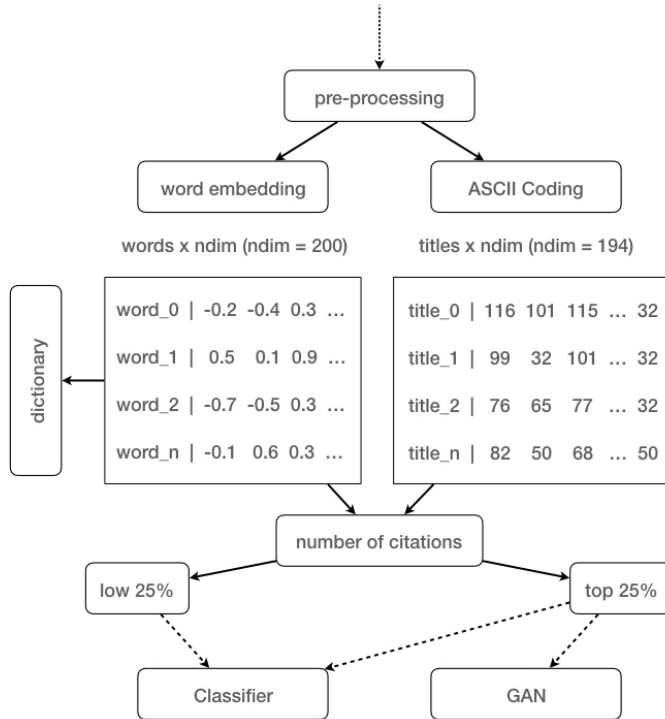 pre-processing
word embedding
ASCII Coding
words x ndim (ndim = 200)
titles x ndim (ndim = 194)
dictionary
word_0 | -0.2 -0.4 0.3 ...
word_1 | 0.5 0.1 0.9 ...
word_2 | -0.7 -0.5 0.3 ...
word_n | -0.1 0.6 0.3 ...
title_0 | 116 101 115 ... 32
title_1 | 99 32 101 ... 32
title_2 | 76 65 77 ... 32
title_n | 82 50 68 ... 50
number of citations
low 25%
top 25%
Classifier
GAN